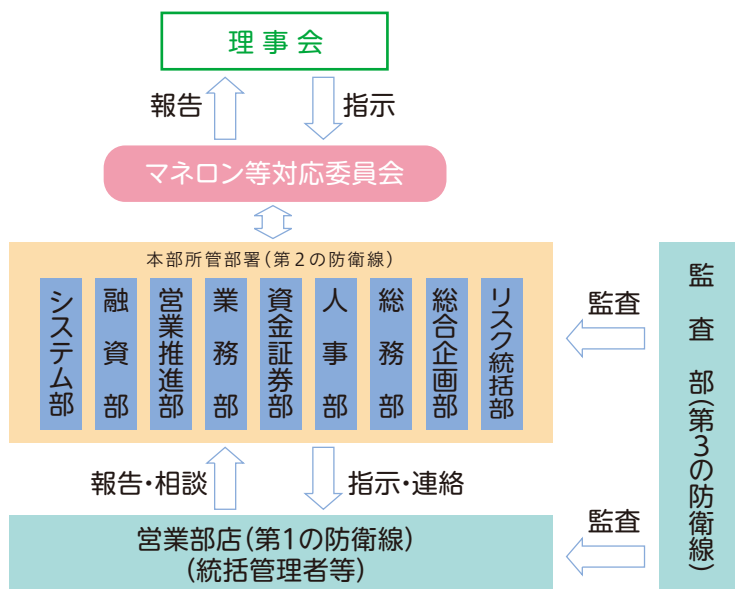 理事会
報告
指示
マネロン等対応委員会
本部所管部署(第2の防衛線)
システム部
融資部
営業推進部
業務部
資金証券部
人事部
総務部
総合企画部
リスク統括部
監査
監査部(第3の防衛線)
報告・相談
指示・連絡
営業部店(第1の防衛線)
(統括管理者等)
監査